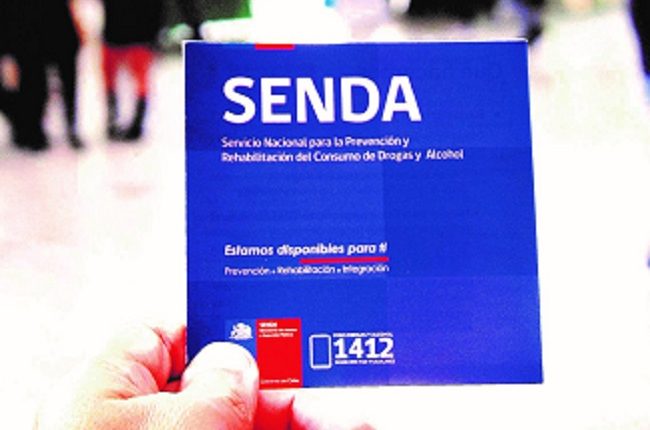 SENDA
Servicio Nacional para la Prevención y
Rehabilitación del Consumo de Drogas y Alcohol
Estamos disponibles para ti
Prevención • Rehabilitación • Integración
SENDA
1412